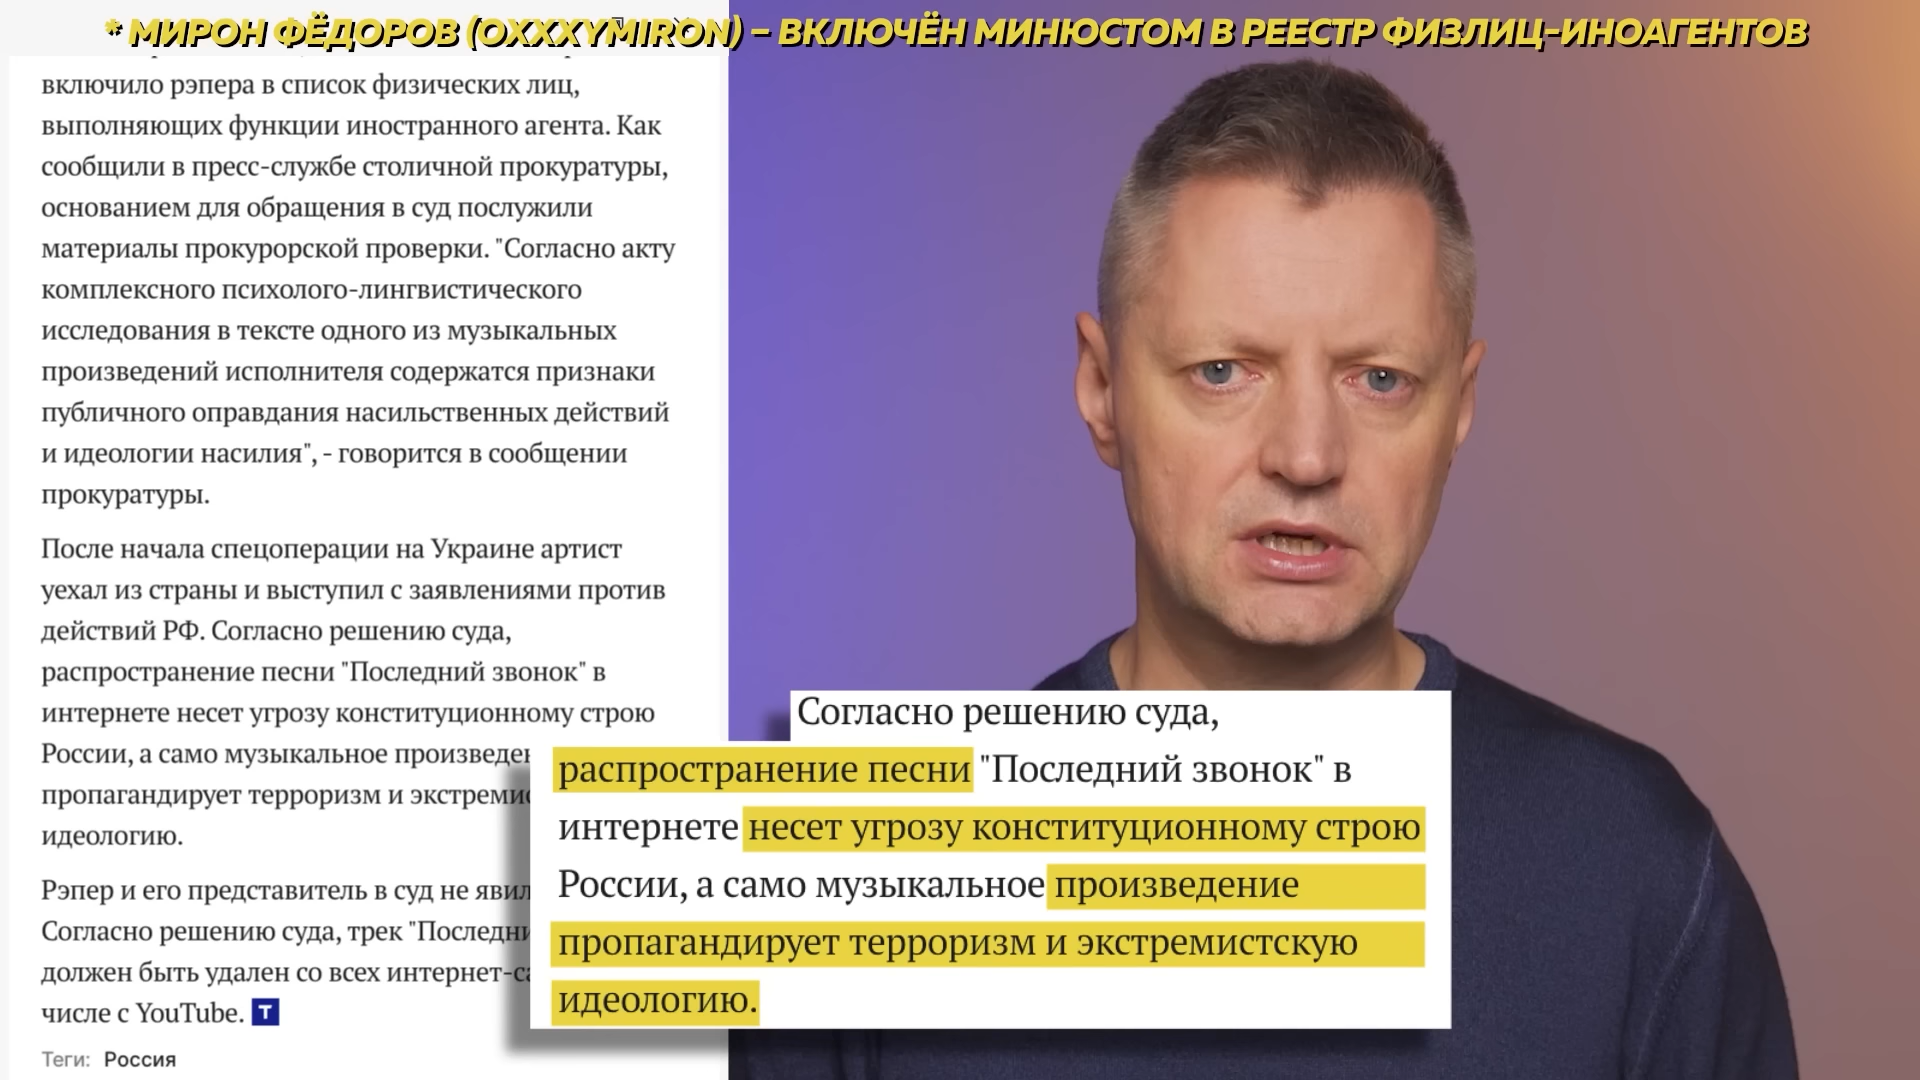 * МИРОН ФЁДОРОВ (OXXXYMIRON) – ВКЛЮЧЁН МИНЮСТОМ В РЕЕСТР ФИЗЛИЦ-ИНОАГЕНТОВ
включило рэпера в список физических лиц,
выполняющих функции иностранного агента. Как
сообщили в пресс-службе столичной прокуратуры,
основанием для обращения в суд послужили
материалы прокурорской проверки. "Согласно акту
комплексного психолого-лингвистического
исследования в тексте одного из музыкальных
произведений исполнителя содержатся признаки
публичного оправдания насильственных действий
и идеологии насилия", - говорится в сообщении
прокуратуры.
После начала спецоперации на Украине артист
уехал из страны и выступил с заявлениями против
действий РФ. Согласно решению суда,
распространение песни "Последний звонок" в
интернете несет угрозу конституционному строю
России, а само музыкальное
пропагандирует терроризм и
идеологию.
Рэпер и его представитель в суд не
Согласно решению суда, трек
должен быть удален со всех
числе с YouTube. Т
Теги: Россия
Согласно решению суда,
распространение песни "Последний звонок" в
интернете несет угрозу конституционному строю
России, а само музыкальное произведение
пропагандирует терроризм и экстремистскую
идеологию.